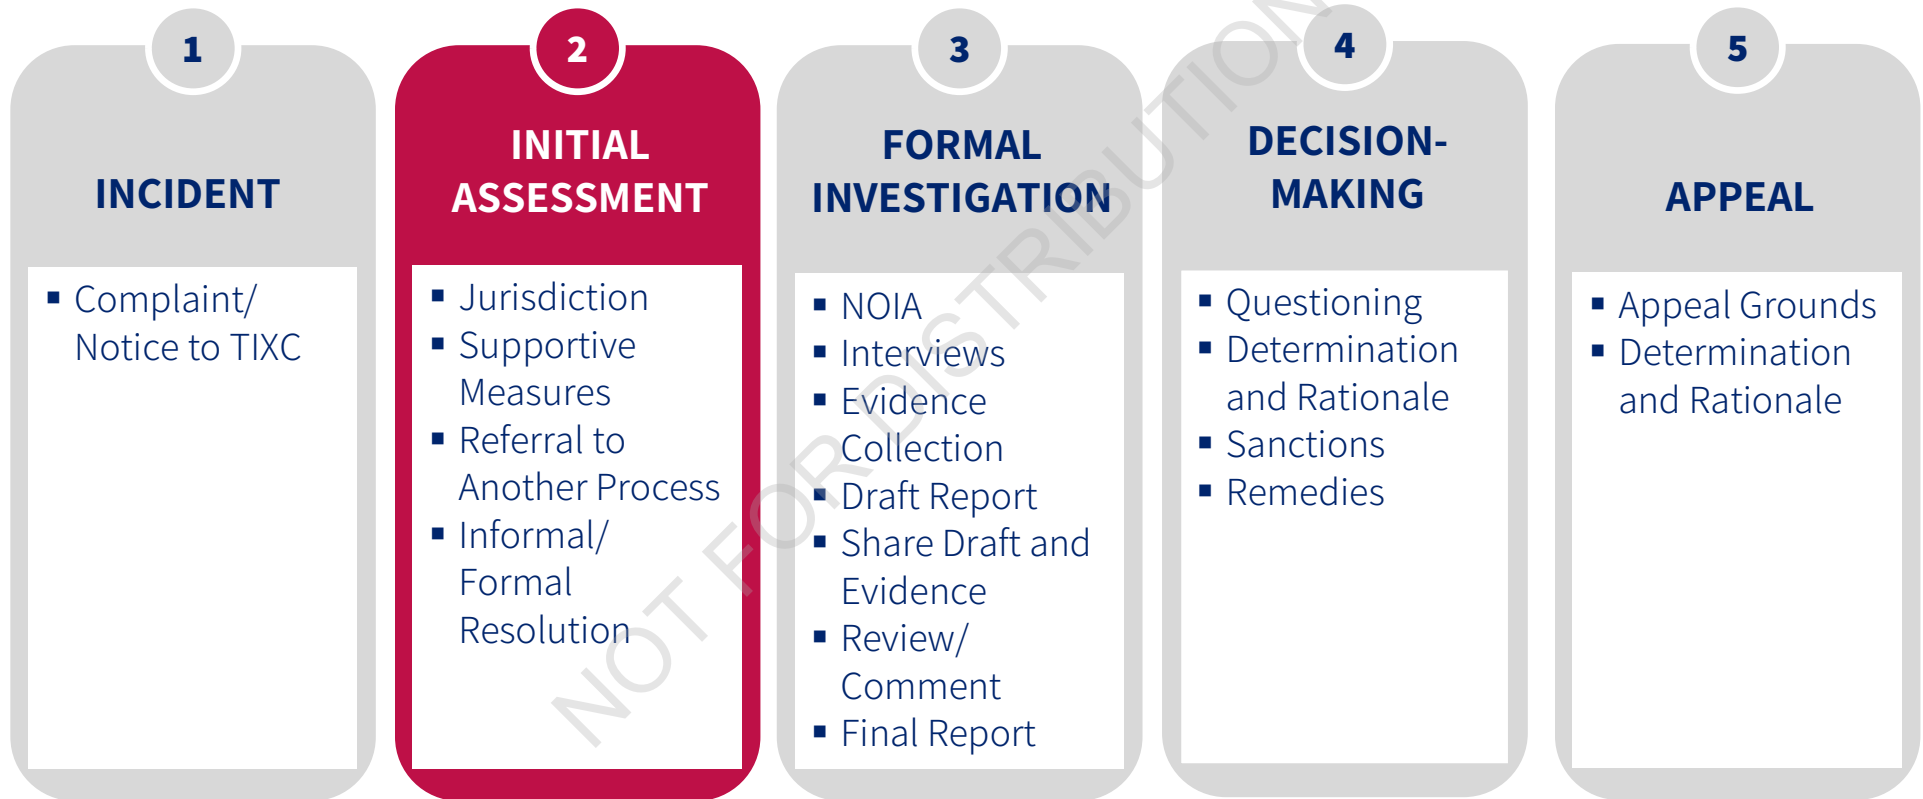 1
INCIDENT
▪ Complaint/
Notice to TIXC
2
INITIAL
ASSESSMENT
▪ Jurisdiction
▪ Supportive
Measures
▪ Referral to
Another Process
▪ Informal/
Formal
Resolution
3
FORMAL
INVESTIGATION
▪ NOIA
▪ Interviews
▪ Evidence
Collection
▪ Draft Report
▪ Share Draft and
Evidence
▪ Review/
Comment
▪ Final Report
4
DECISION-
MAKING
▪ Questioning
▪ Determination
and Rationale
▪ Sanctions
▪ Remedies
5
APPEAL
▪ Appeal Grounds
▪ Determination
and Rationale
NOT FOR DISTRIBUTION